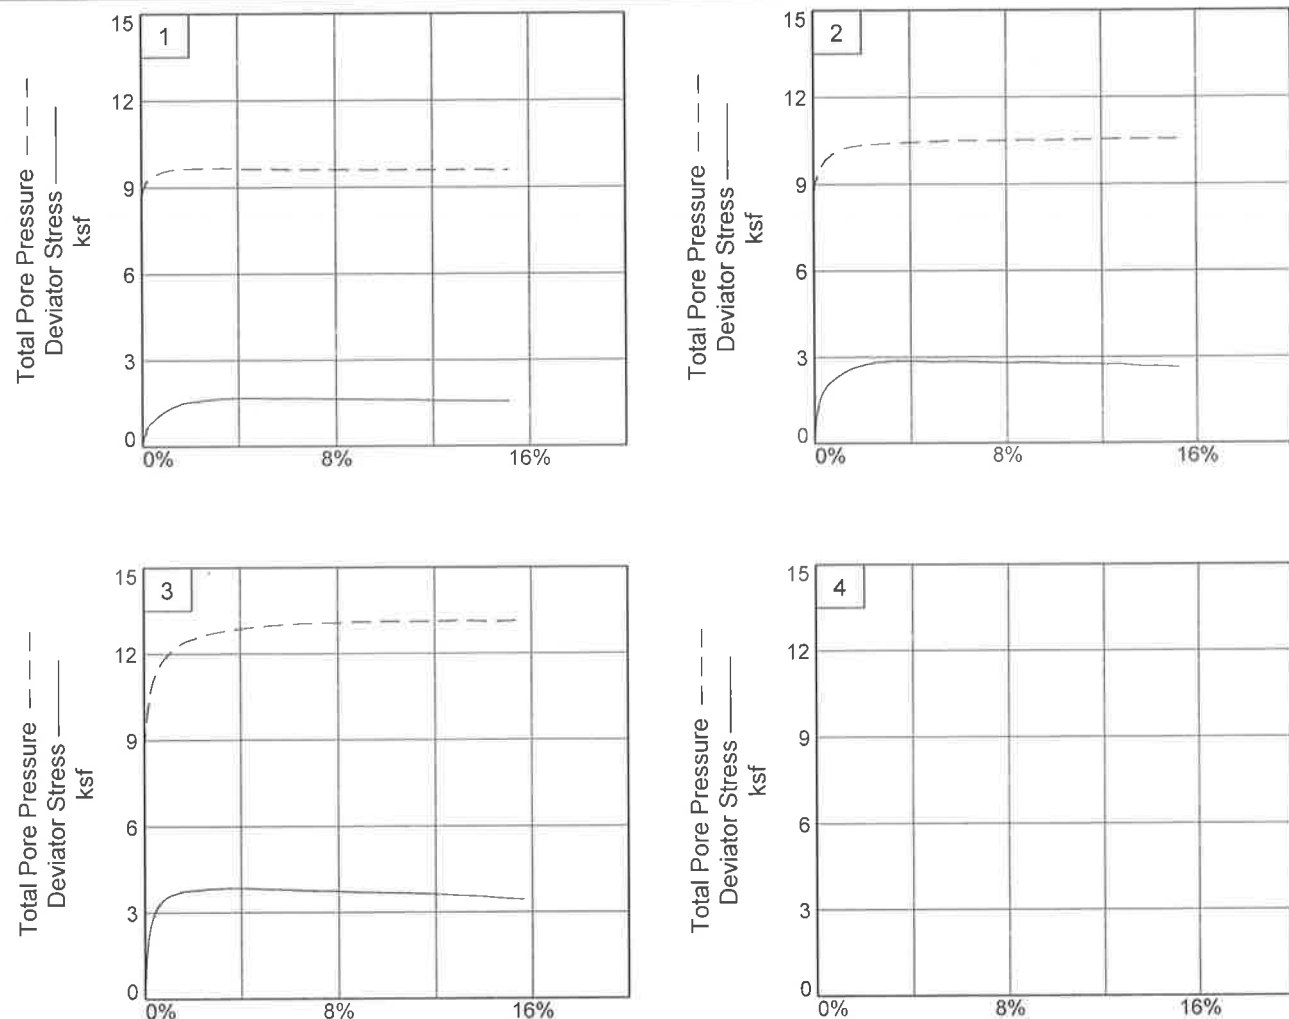 1
15
12
9
6
3
0
0% 8% 16%
Total Pore Pressure
Deviator Stress
ksf
2
15
12
9
6
3
0
0% 8% 16%
Total Pore Pressure
Deviator Stress
ksf
3
15
12
9
6
3
0
0% 8% 16%
Total Pore Pressure
Deviator Stress
ksf
4
15
12
9
6
3
0
0% 8% 16%
Total Pore Pressure
Deviator Stress
ksf